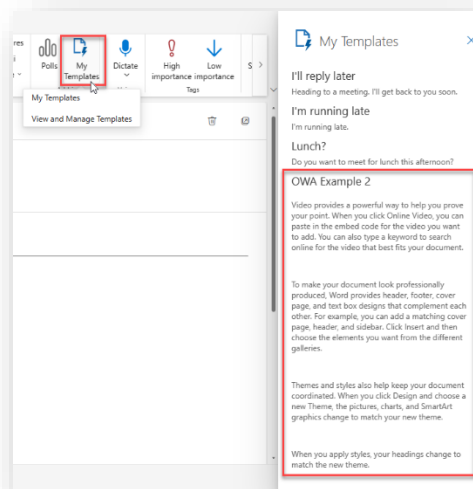 res
Polls
My Templates
Dictate
High importance
Low importance
S
Tags
My Templates
View and Manage Templates
My Templates
I'll reply later
Heading to a meeting. I'll get back to you soon.
I'm running late
I'm running late.
Lunch?
Do you want to meet for lunch this afternoon?
OWA Example 2
Video provides a powerful way to help you prove
your point. When you click Online Video, you can
paste in the embed code for the video you want
to add. You can also type a keyword to search
online for the video that best fits your document.
To make your document look professionally
produced, Word provides header, footer, cover
page, and text box designs that complement each
other. For example, you can add a matching cover
page, header, and sidebar. Click Insert and then
choose the elements you want from the different
galleries.
Themes and styles also help keep your document
coordinated. When you click Design and choose a
new Theme, the pictures, charts, and SmartArt
graphics change to match your new theme.
When you apply styles, your headings change to
match the new theme.